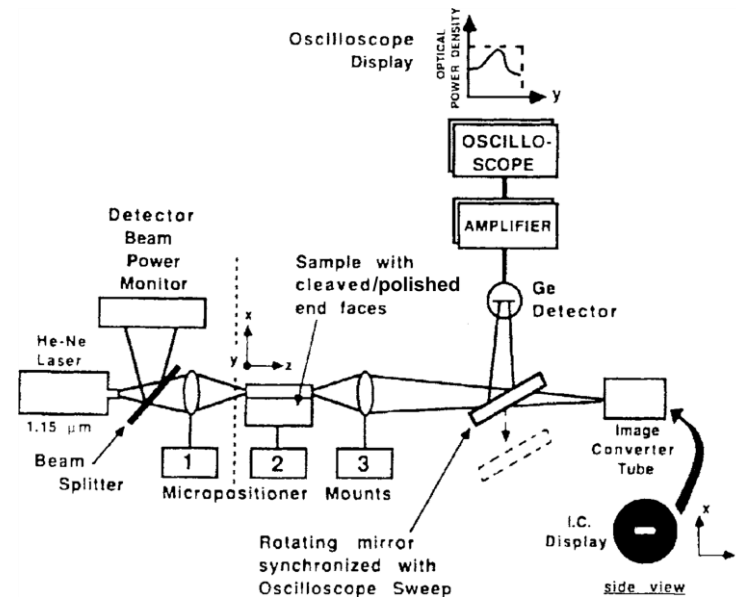 Oscilloscope
Display
OPTICAL
POWER DENSITY
y
OSCILLO-
SCOPE
AMPLIFIER
Detector
Beam
Power
Monitor
Sample with
cleaved/polished
end faces
Ge
Detector
He-Ne
Laser
x
y
z
1.15 μm
Beam
Splitter
1
2
3
Micropositioner Mounts
Image
Converter
Tube
Rotating mirror
synchronized with
Oscilloscope Sweep
I.C.
Display
x
side view